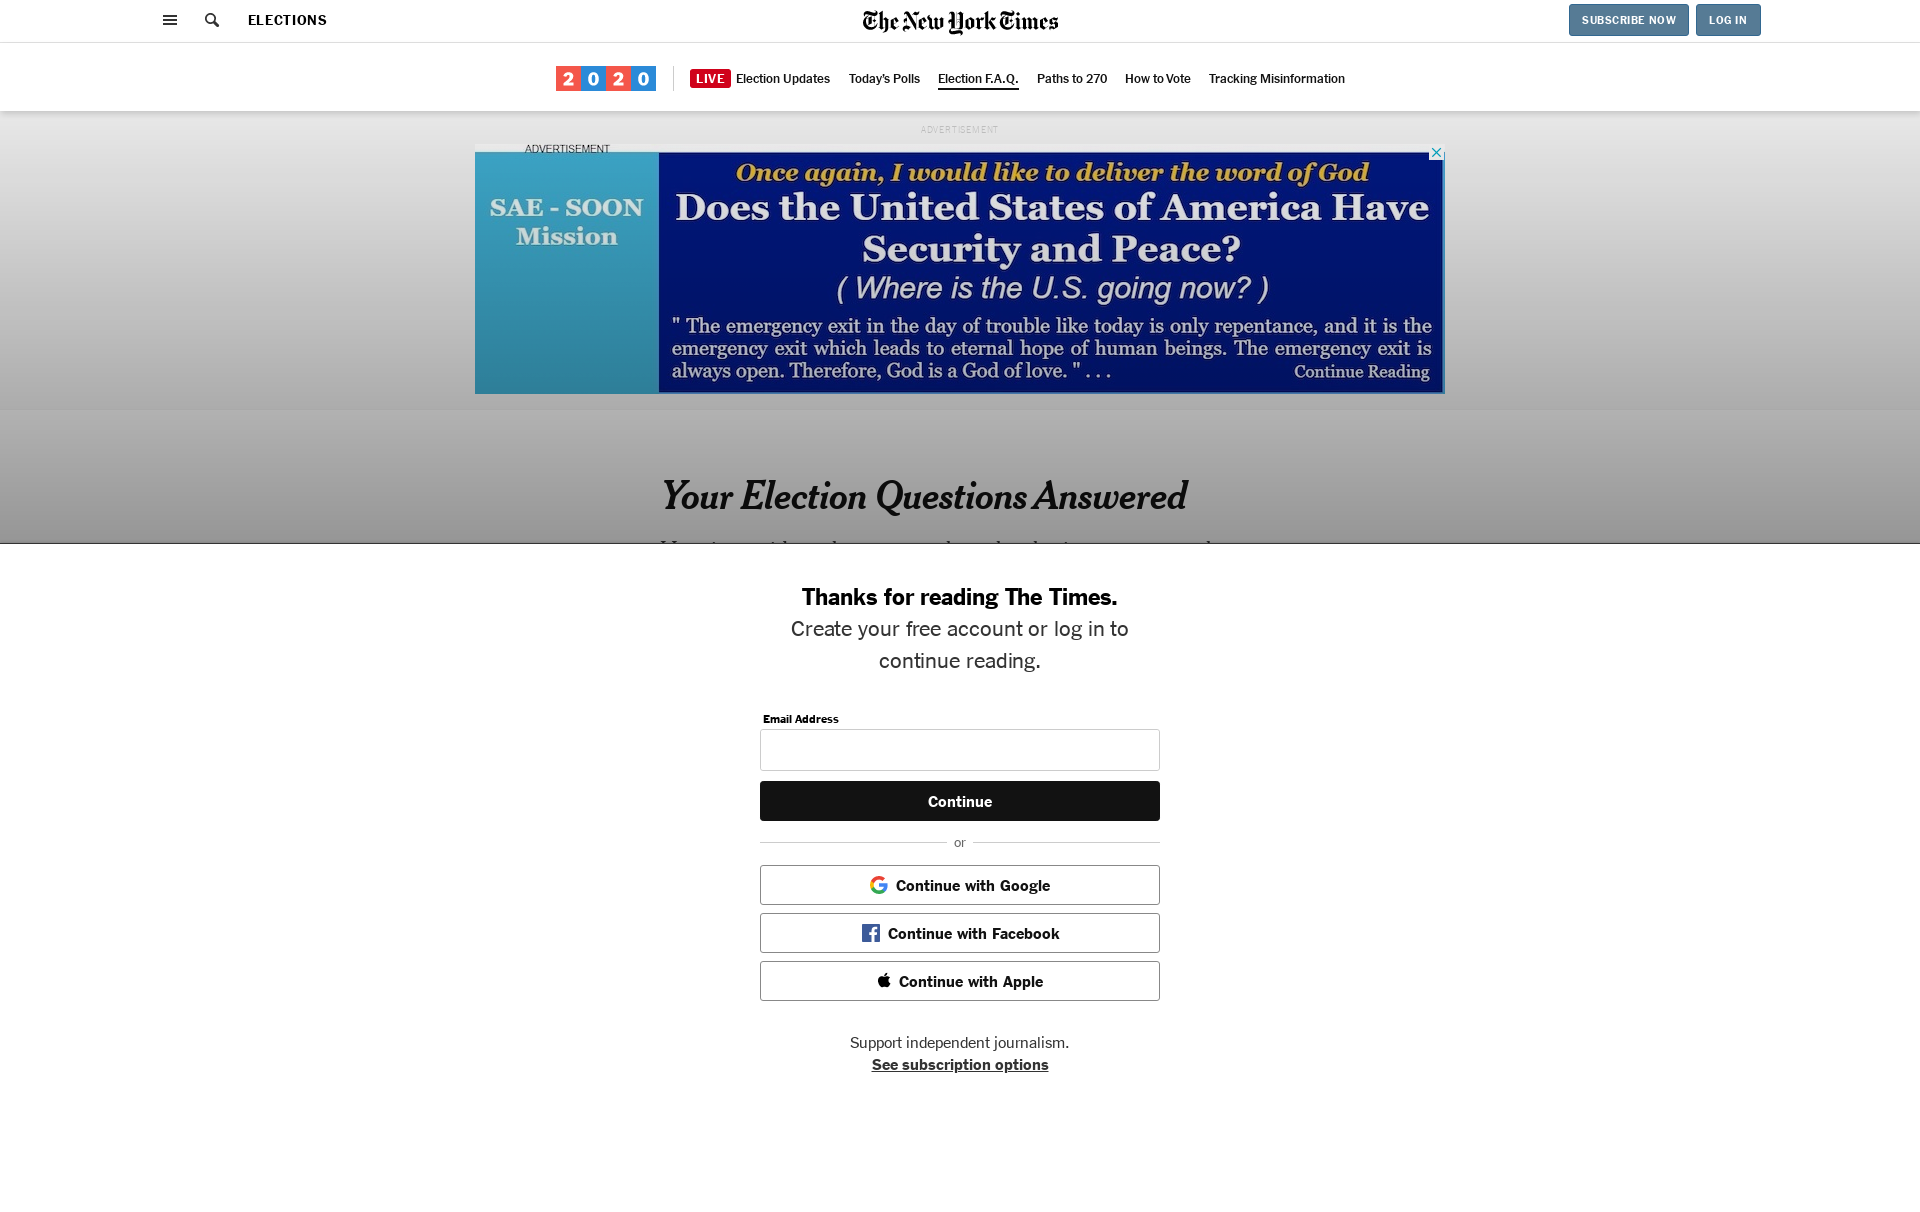 ELECTIONS
The New York Times
SUBSCRIBE NOW
LOG IN
2020
LIVE Election Updates
Today's Polls
Election F.A.Q.
Paths to 270
How to Vote
Tracking Misinformation
ADVERTISEMENT
ADVERTISEMENT
SAE - SOON
Mission
Once again, I would like to deliver the word of God
Does the United States of America Have
Security and Peace?
( Where is the U.S. going now? )
" The emergency exit in the day of trouble like today is only repentance, and it is the
emergency exit which leads to eternal hope of human beings. The emergency exit is
always open. Therefore, God is a God of love. " . . .
Continue Reading
Your Election Questions Answered
Thanks for reading The Times.
Create your free account or log in to
continue reading.
Email Address
Continue
or
Continue with Google
Continue with Facebook
Continue with Apple
Support independent journalism.
See subscription options